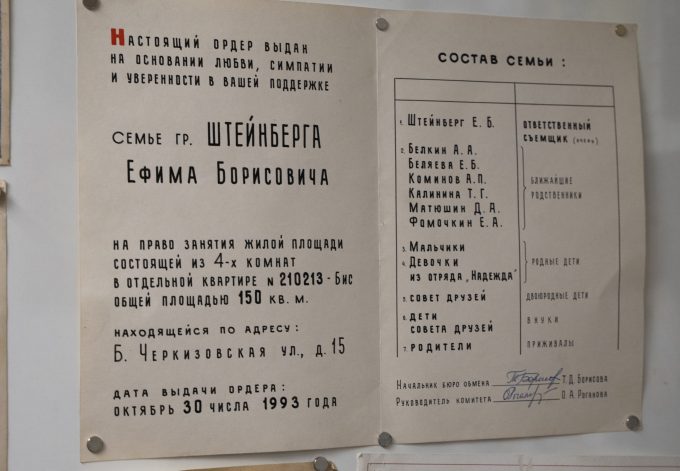 Настоящий ордер выдан
на основании любви, симпатии
и уверенности в вашей поддержке
семье гр. Штейнберга
Ефима Борисовича
на право занятия жилой площади
состоящей из 4-х комнат
в отдельной квартире N 210213-Бис
общей площадью 150 кв. м.
находящейся по адресу:
Б. Черкизовская ул., д. 15
дата выдачи ордера:
октябрь 30 числа 1993 года
Состав семьи:
1. Штейнберг Е. Б. ответственный
съемщик (очень)
2. Белкин А. А.
Беляева Е. Б.
Коминов А. П. ближайшие
Калинина Т. Г. родственники
Матюшин Д. А.
Фамочкин Е. А.
3. Мальчики
4. Девочки родные дети
из отряда "Надежда"
5. совет друзей двоюродные дети
6. дети внуки
совета друзей
7. родители приживалы
Начальник бюро обмена Т. Д. Борисова
Руководитель комитета О. А. Раганова